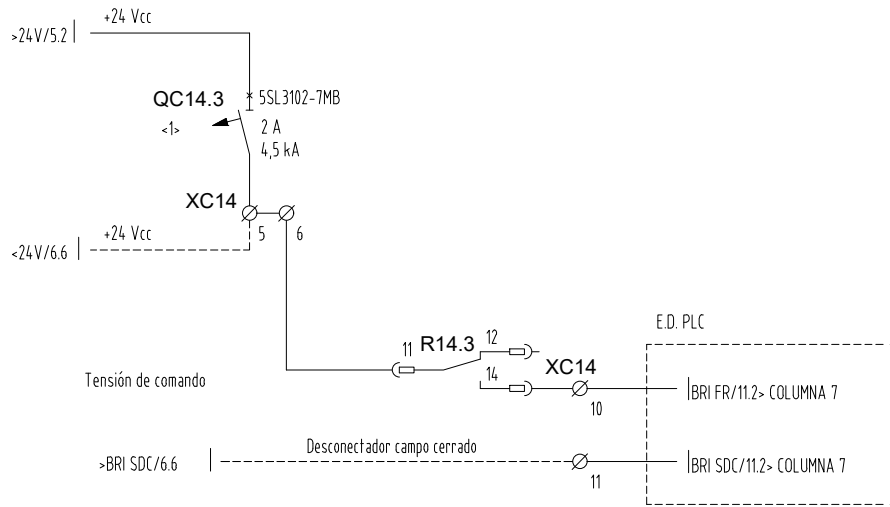 +24 Vcc
>24V/5.2
QC14.3
5SL3102-7MB
<1>
2 A
4,5 kA
XC14
5
6
+24 Vcc
<24V/6.6
E.D. PLC
11
R14.3
12
14
XC14
10
BRI FR/11.2> COLUMNA 7
Tensión de comando
Desconectador campo cerrado
>BRI SDC/6.6
11
BRI SDC/11.2> COLUMNA 7